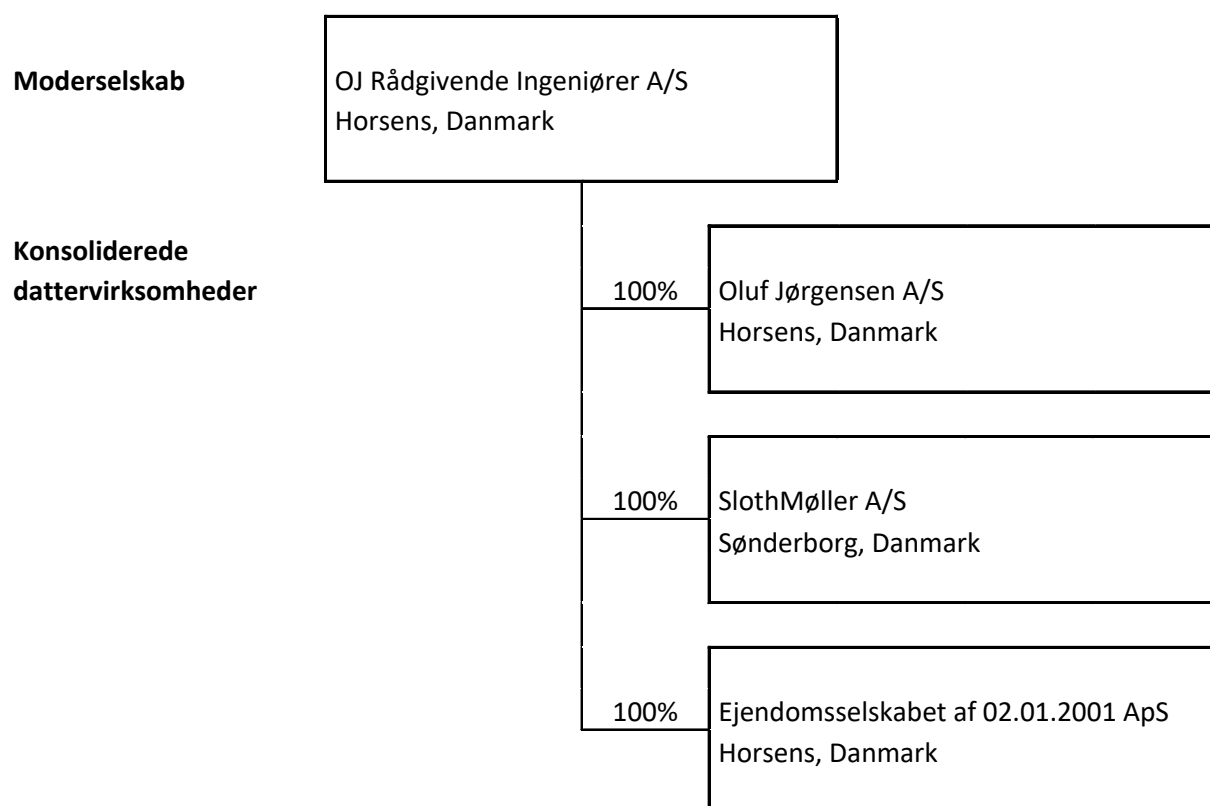 Moderselskab
OJ Rådgivende Ingeniører A/S
Horsens, Danmark
Konsoliderede
dattervirksomheder
100%
Oluf Jørgensen A/S
Horsens, Danmark
100%
SlothMøller A/S
Sønderborg, Danmark
100%
Ejendomsselskabet af 02.01.2001 ApS
Horsens, Danmark